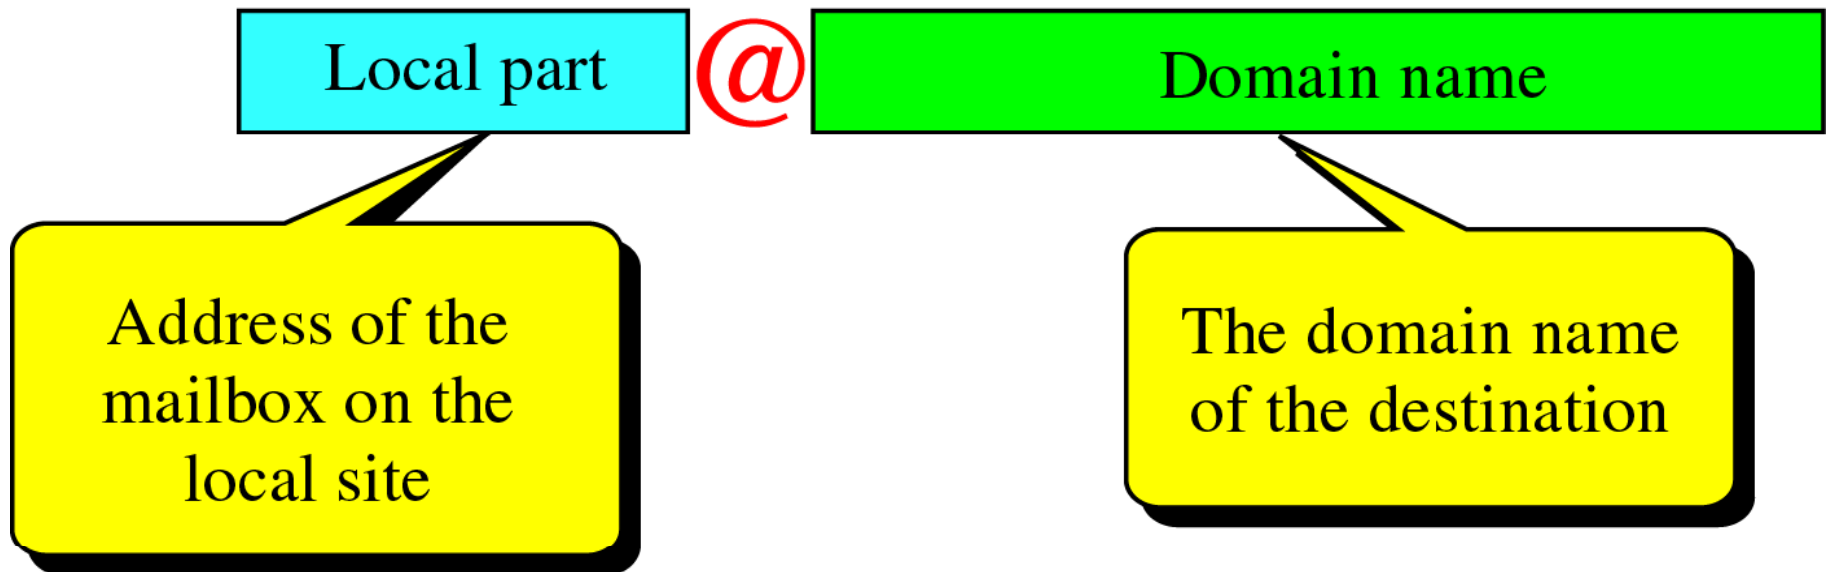 Local part @ Domain name
Address of the
mailbox on the
local site
The domain name
of the destination